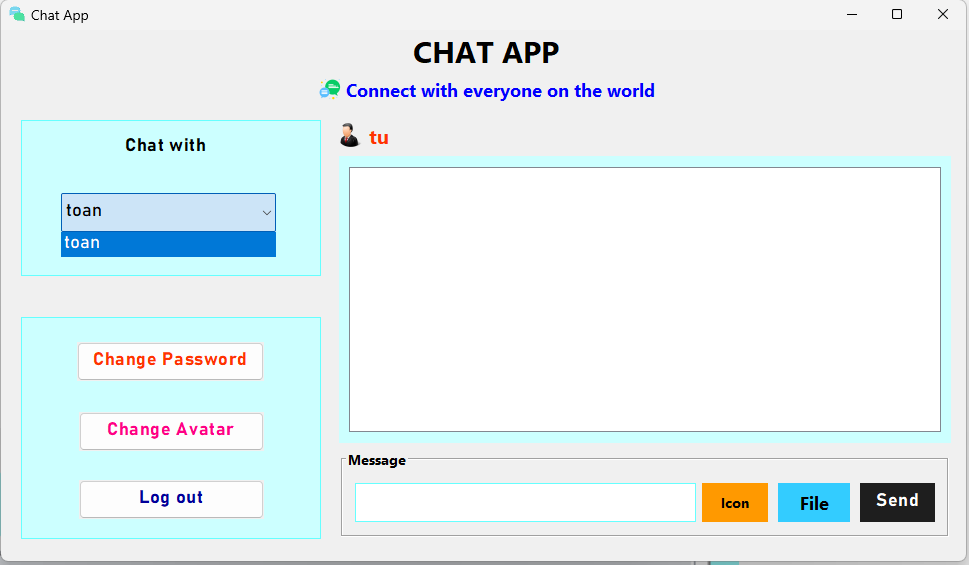 Chat App
CHAT APP
Connect with everyone on the world
Chat with
toan
toan
tu
Change Password
Change Avatar
Log out
Message
Icon
File
Send